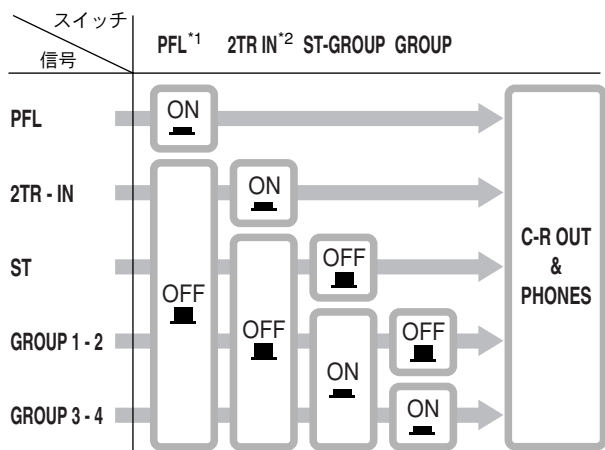 スイッチ
信号
PFL*1 2TR IN*2 ST-GROUP GROUP
PFL
ON
2TR - IN
ON
ST
OFF
OFF
OFF
GROUP 1 - 2
OFF
ON
GROUP 3 - 4
ON
C-R OUT
&
PHONES